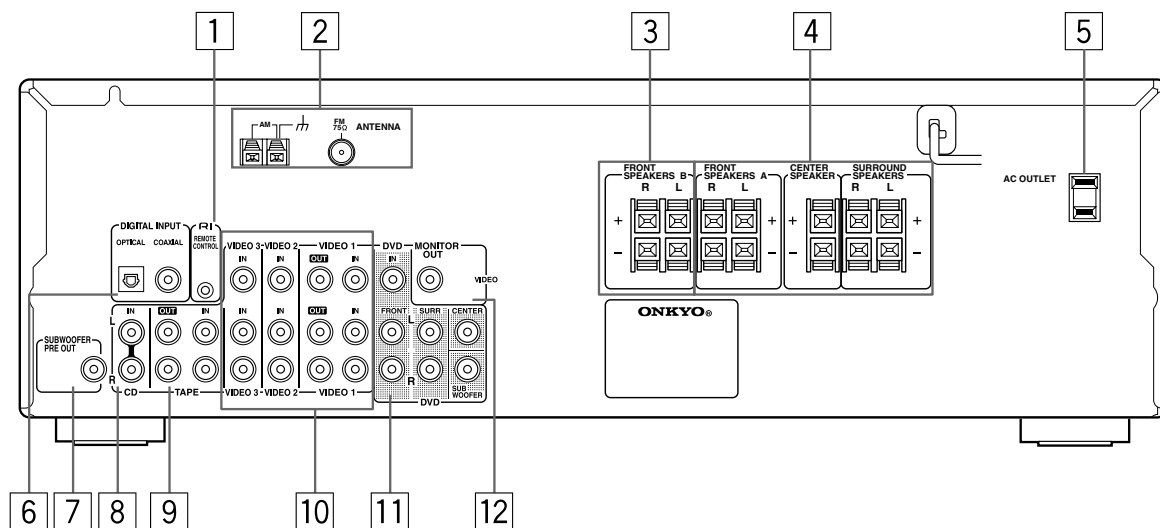 1 2 3 4 5
AM
FM
75Ω
ANTENNA
FRONT
SPEAKERS B
R L
FRONT
SPEAKERS A
R L
CENTER
SPEAKER
SURROUND
SPEAKERS
R L
AC OUTLET
+ + + +
− − − −
DIGITAL INPUT
OPTICAL COAXIAL
RI
REMOTE
CONTROL
VIDEO 3 VIDEO 2 VIDEO 1 DVD MONITOR
OUT
IN IN OUT IN IN
VIDEO
L IN OUT IN IN IN OUT IN FRONT L SURR CENTER
SUBWOOFER
PRE OUT
R R SUB
WOOFER
CD TAPE VIDEO 3 VIDEO 2 VIDEO 1 DVD
ONKYO®
6 7 8 9 10 11 12